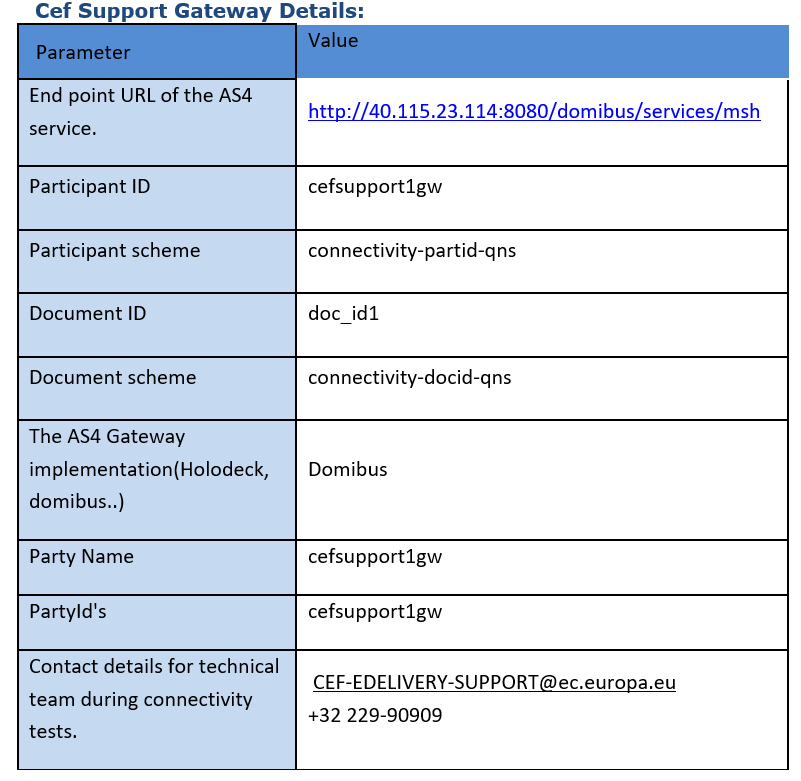 Cef Support Gateway Details:
Parameter
Value
End point URL of the AS4
service.
http://40.115.23.114:8080/domibus/services/msh
Participant ID
cefsupport1gw
Participant scheme
connectivity-partid-qns
Document ID
doc_id1
Document scheme
connectivity-docid-qns
The AS4 Gateway
implementation(Holodeck,
domibus..)
Domibus
Party Name
cefsupport1gw
PartyId's
cefsupport1gw
Contact details for technical
team during connectivity
tests.
CEF-EDELIVERY-SUPPORT@ec.europa.eu
+32 229-90909